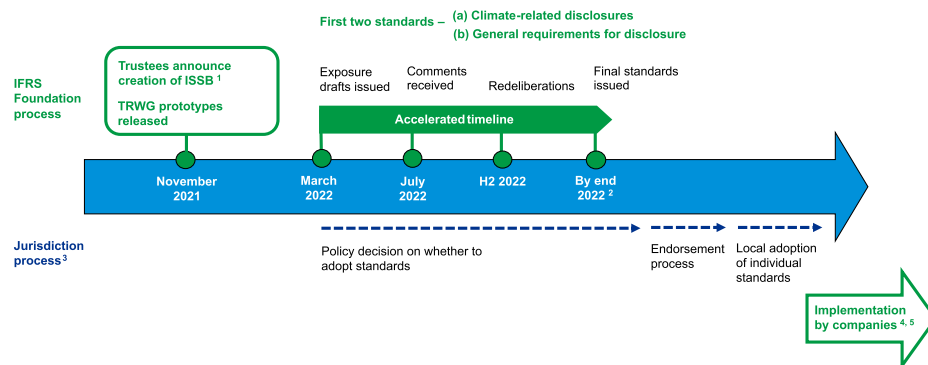 First two standards – (a) Climate-related disclosures
(b) General requirements for disclosure
IFRS
Foundation
process
Trustees announce
creation of ISSB 1
TRWG prototypes
released
Exposure
drafts issued
Comments
received
Redeliberations
Final standards
issued
Accelerated timeline
November
2021
March
2022
July
2022
H2 2022
By end
2022 2
Jurisdiction
process 3
Policy decision on whether to
adopt standards
Endorsement
process
Local adoption
of individual
standards
Implementation
by companies 4, 5